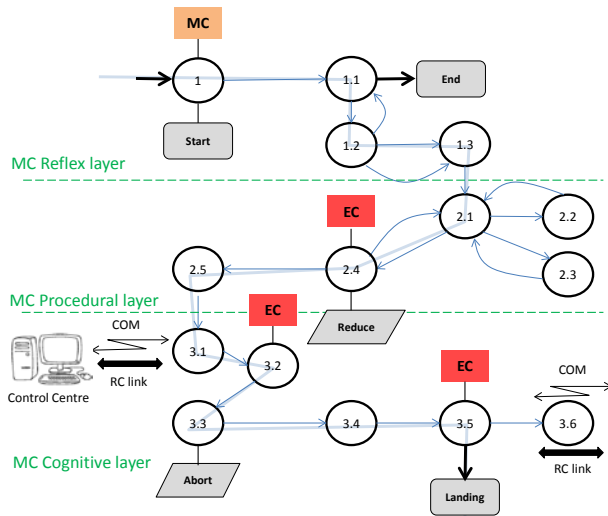 MC
1
1.1
End
Start
1.2
1.3
MC Reflex layer
EC
2.1
2.2
2.5
2.4
2.3
MC Procedural layer
EC
Reduce
COM
3.1
3.2
RC link
Control Centre
EC
COM
3.3
3.4
3.5
3.6
MC Cognitive layer
Abort
RC link
Landing